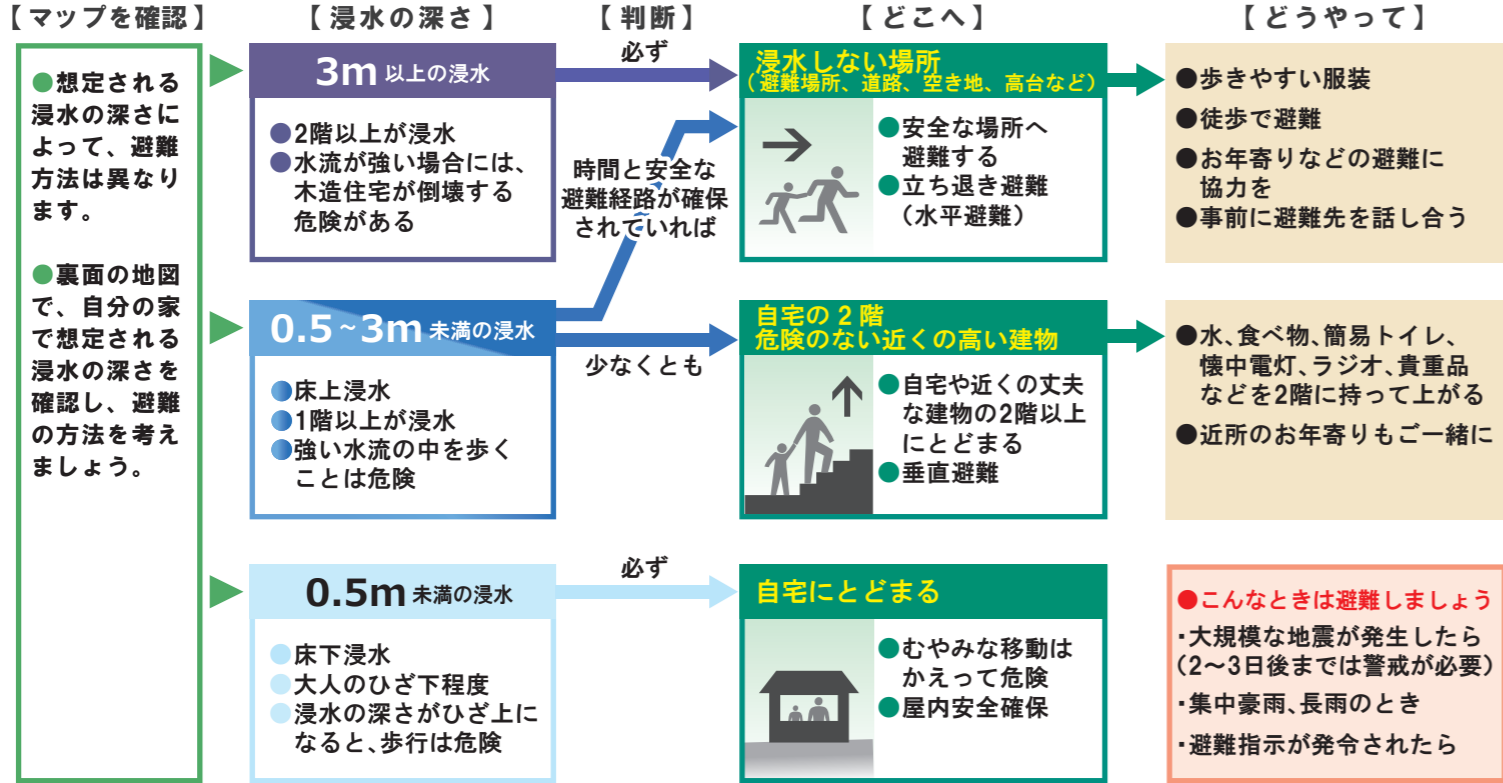 【マップを確認】
【浸水の深さ】
【判断】
【どこへ】
【どうやって】
●想定される
浸水の深さに
よって、避難
方法は異なり
ます。
●裏面の地図
で、自分の家
で想定される
浸水の深さを
確認し、避難
の方法を考え
ましょう。
3m 以上の浸水
●2階以上が浸水
●水流が強い場合には、
木造住宅が倒壊する
危険がある
必ず
浸水しない場所
(避難場所、道路、空き地、高台など)
●安全な場所へ
避難する
●立ち退き避難
(水平避難)
●歩きやすい服装
●徒歩で避難
●お年寄りなどの避難に
協力を
●事前に避難先を話し合う
時間と安全な
避難経路が確保
されていれば
0.5~3m 未満の浸水
●床上浸水
●1階以上が浸水
●強い水流の中を歩く
ことは危険
少なくとも
自宅の2階
危険のない近くの高い建物
●自宅や近くの丈夫
な建物の2階以上
にとどまる
●垂直避難
●水、食べ物、簡易トイレ、
懐中電灯、ラジオ、貴重品
などを2階に持って上がる
●近所のお年寄りもご一緒に
0.5m 未満の浸水
●床下浸水
●大人のひざ下程度
●浸水の深さがひざ上に
なると、歩行は危険
必ず
自宅にとどまる
●むやみな移動は
かえって危険
●屋内安全確保
●こんなときは避難しましょう
・大規模な地震が発生したら
(2〜3日後までは警戒が必要)
・集中豪雨、長雨のとき
・避難指示が発令されたら